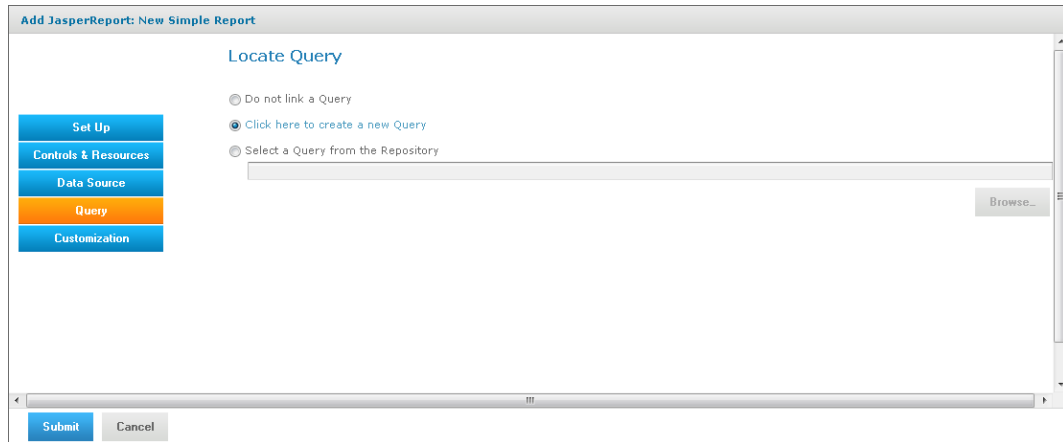 Add JasperReport: New Simple Report
Locate Query
Do not link a Query
Click here to create a new Query
Select a Query from the Repository
Browse...
Set Up
Controls & Resources
Data Source
Query
Customization
Submit
Cancel